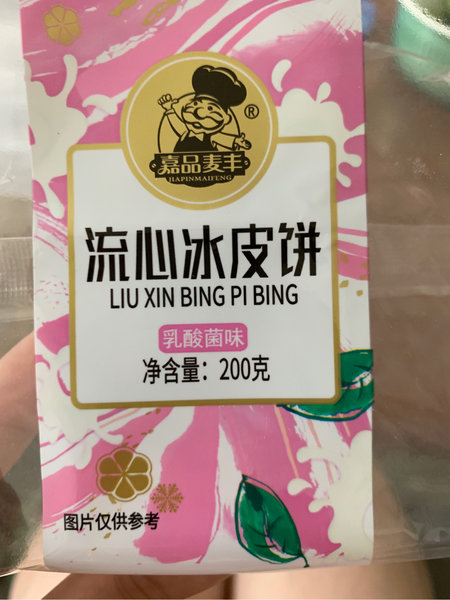 ®
嘉品麦丰
JIAPINMAIFENG
流心冰皮饼
LIU XIN BING PI BING
乳酸菌味
净含量：200克
图片仅供参考